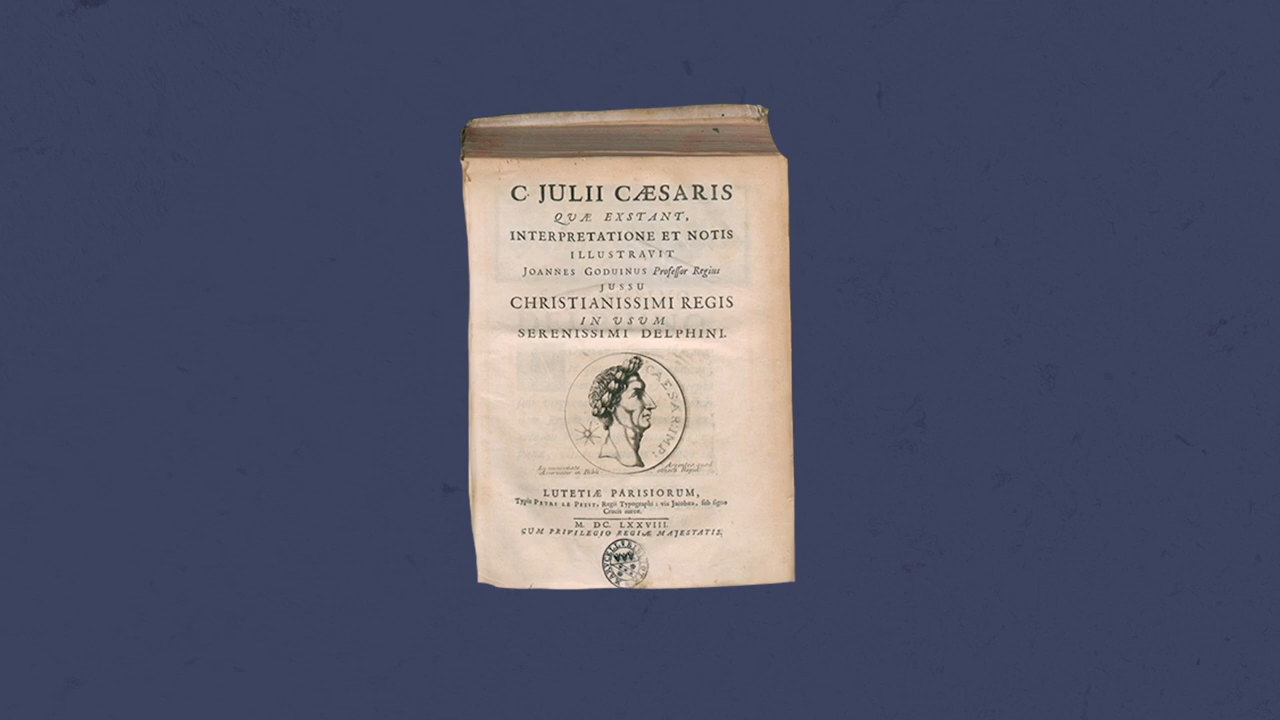 C. JULII CÆSARIS
QUÆ EXSTANT,
INTERPRETATIONE ET NOTIS
ILLUSTRAVIT
JOANNES GODUINUS Professor Regius
JUSSU
CHRISTIANISSIMI REGIS
IN USUM
SERENISSIMI DELPHINI.
CAESAR·IMP:
LUTETIÆ PARISIORUM,
Typis PETRI LE PETIT, Regis Typographi: via Jacobæa, sub signo
Crucis aureæ.
M. DC. LXXVIII.
CUM PRIVILEGIO REGIÆ MAJESTATIS.